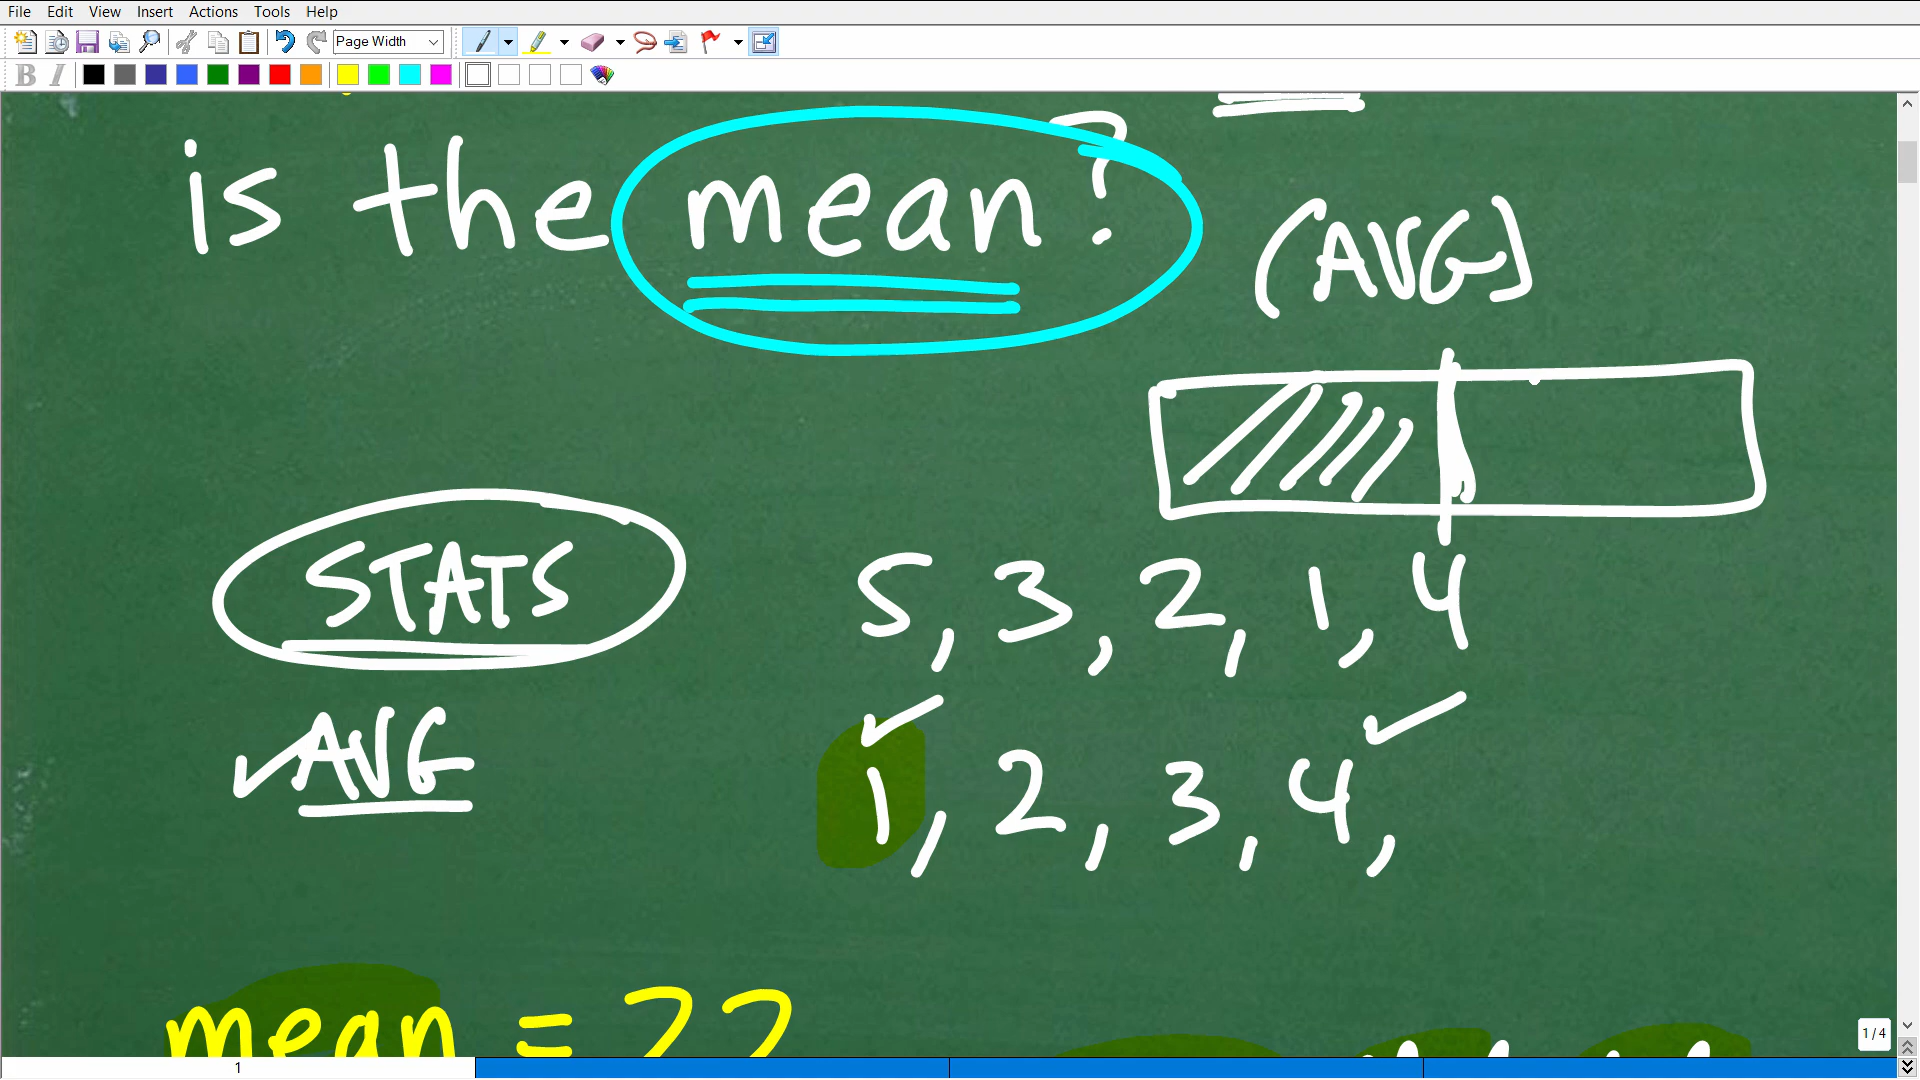 File Edit View Insert Actions Tools Help
Page Width
B I
is the mean?
(AVG)
STATS
5, 3, 2, 1, 4
AVG
1, 2, 3, 4,
mean = 22
1 / 4
1